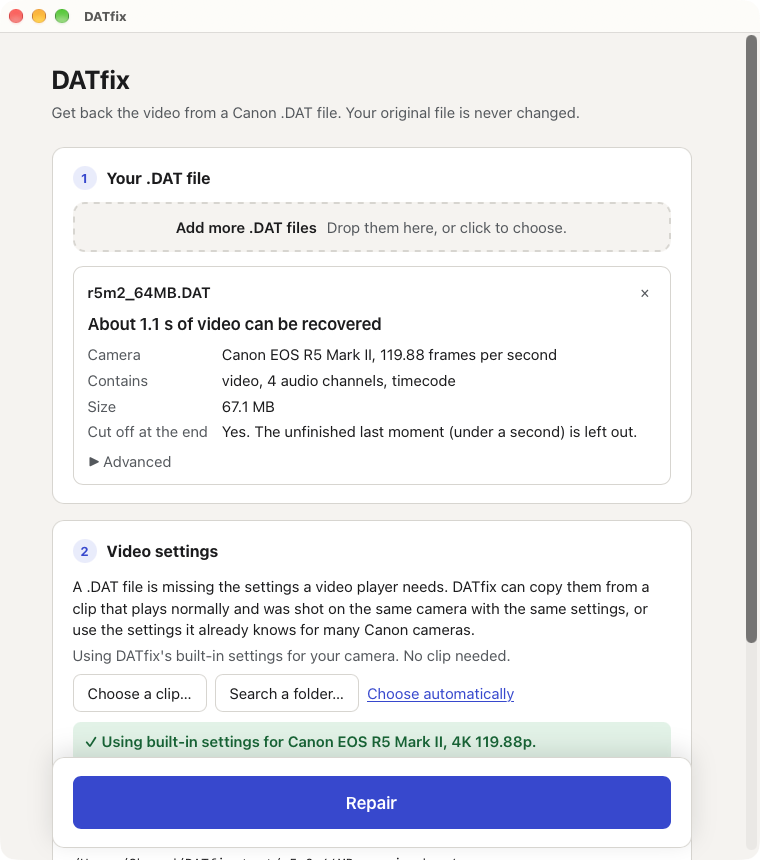 DATfix
DATfix
Get back the video from a Canon .DAT file. Your original file is never changed.
1 Your .DAT file
Add more .DAT files Drop them here, or click to choose.
r5m2_64MB.DAT ×
About 1.1 s of video can be recovered
Camera Canon EOS R5 Mark II, 119.88 frames per second
Contains video, 4 audio channels, timecode
Size 67.1 MB
Cut off at the end Yes. The unfinished last moment (under a second) is left out.
▶ Advanced
2 Video settings
A .DAT file is missing the settings a video player needs. DATfix can copy them from a
clip that plays normally and was shot on the same camera with the same settings, or
use the settings it already knows for many Canon cameras.
Using DATfix's built-in settings for your camera. No clip needed.
Choose a clip... Search a folder... Choose automatically
✓ Using built-in settings for Canon EOS R5 Mark II, 4K 119.88p.
Repair